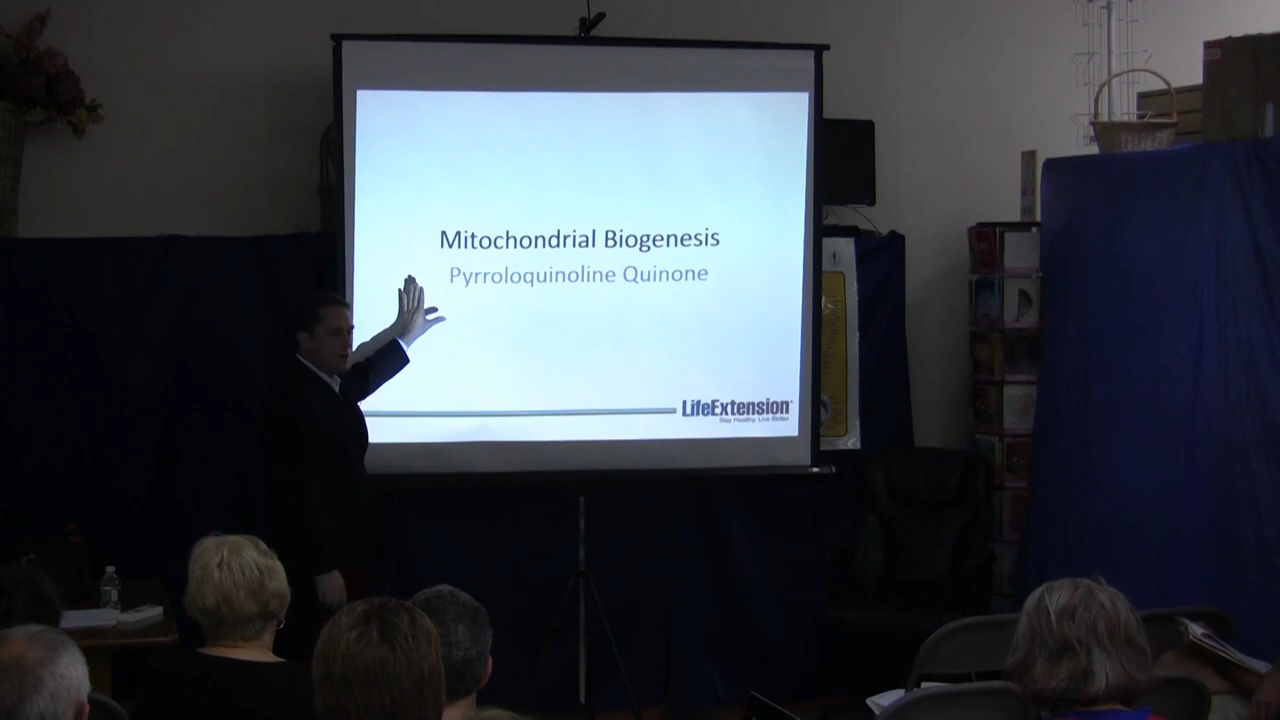 Mitochondrial Biogenesis
Pyrroloquinoline Quinone
LifeExtension
Stay Healthy, Live Better